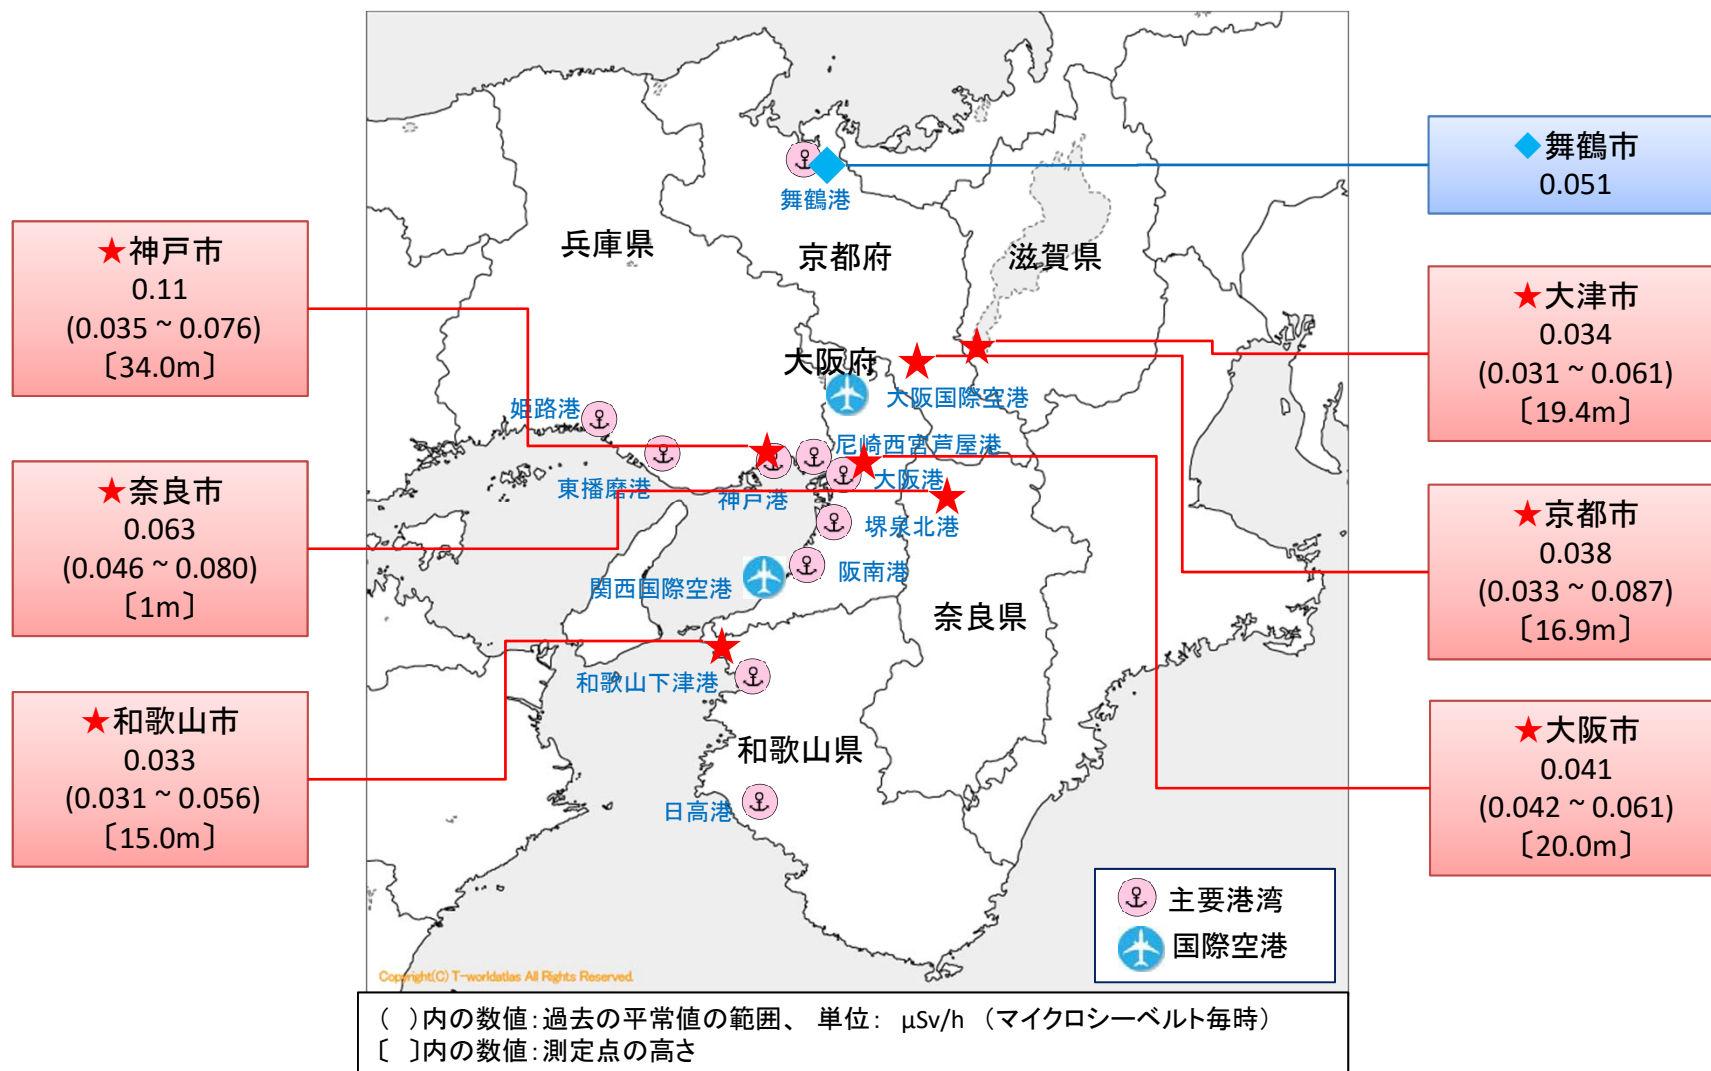 ◆舞鶴市
0.051
舞鶴港
兵庫県
京都府
滋賀県
★神戸市
0.11
(0.035 ~ 0.076)
〔34.0m〕
★大津市
0.034
(0.031 ~ 0.061)
〔19.4m〕
大阪府
大阪国際空港
姫路港
尼崎西宮芦屋港
東播磨港
神戸港
大阪港
★奈良市
0.063
(0.046 ~ 0.080)
〔1m〕
堺泉北港
★京都市
0.038
(0.033 ~ 0.087)
〔16.9m〕
関西国際空港
阪南港
奈良県
和歌山下津港
★和歌山市
0.033
(0.031 ~ 0.056)
〔15.0m〕
和歌山県
★大阪市
0.041
(0.042 ~ 0.061)
〔20.0m〕
日高港
主要港湾
国際空港
Copyright(C) T-worldatlas All Rights Reserved.
( )内の数値:過去の平常値の範囲、 単位: μSv/h (マイクロシーベルト毎時)
〔 〕内の数値:測定点の高さ